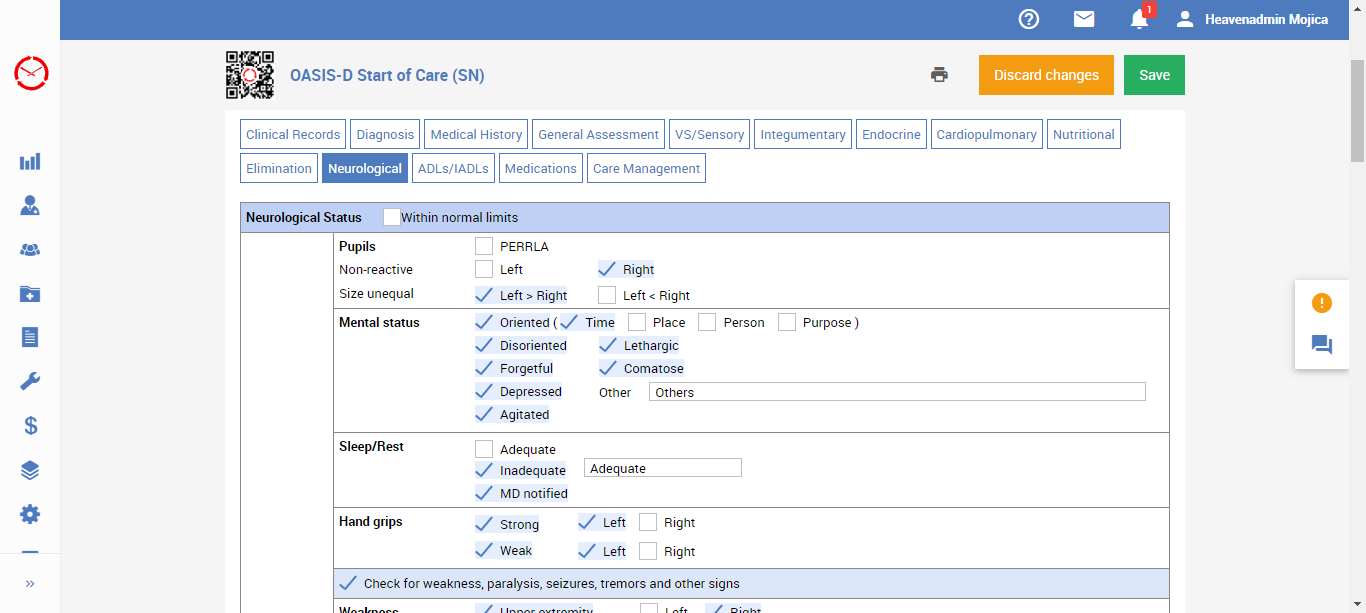 1
Heavenadmin Mojica
OASIS-D Start of Care (SN)
Discard changes
Save
Clinical Records
Diagnosis
Medical History
General Assessment
VS/Sensory
Integumentary
Endocrine
Cardiopulmonary
Nutritional
Elimination
Neurological
ADLs/IADLs
Medications
Care Management
Neurological Status Within normal limits
Pupils PERRLA
Non-reactive Left Right
Size unequal Left > Right Left < Right
Mental status Oriented ( Time Place Person Purpose )
Disoriented Lethargic
Forgetful Comatose
Depressed Other Others
Agitated
Sleep/Rest Adequate
Inadequate Adequate
MD notified
Hand grips Strong Left Right
Weak Left Right
Check for weakness, paralysis, seizures, tremors and other signs
Weakness Upper extremity Left Right